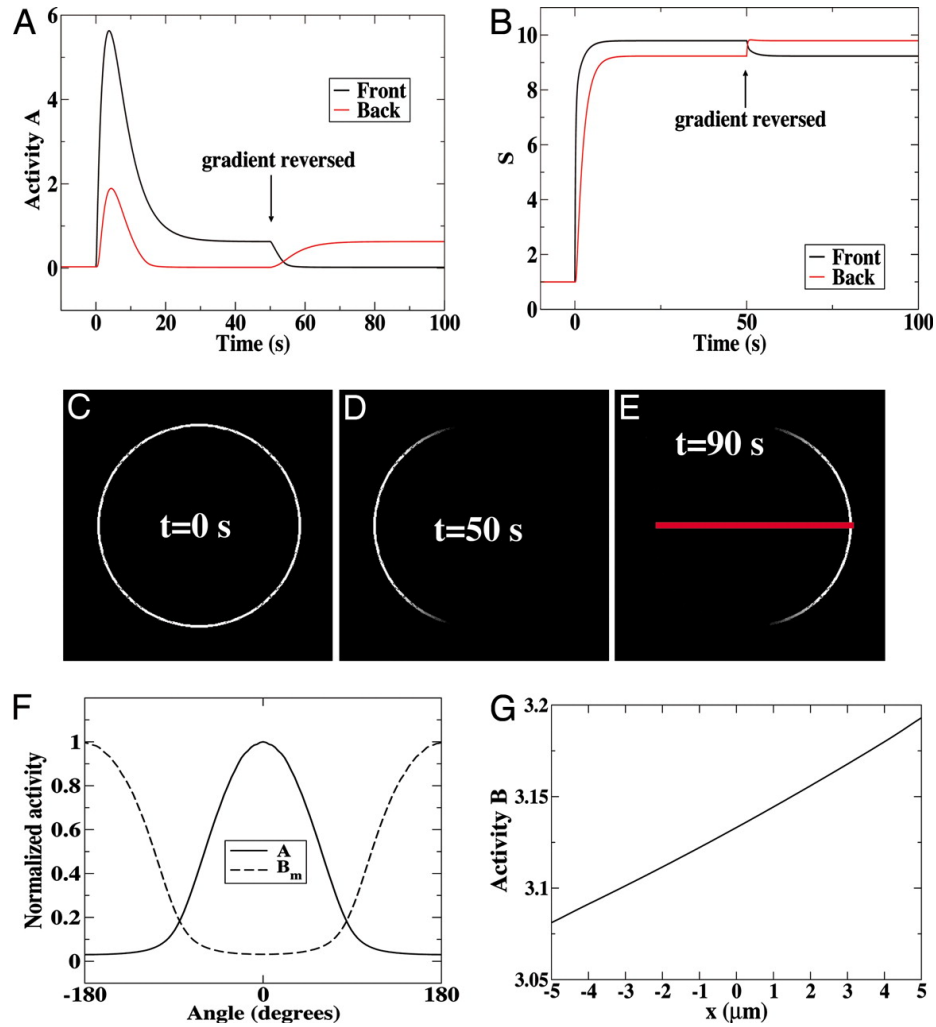 A
Activity A
6
4
2
0
Front
Back
gradient reversed
0 20 40 60 80 100
Time (s)
B
S
10
8
6
4
2
0
gradient reversed
Front
Back
0 50 100
Time (s)
C
t=0 s
D
t=50 s
E
t=90 s
F
Normalized activity
1
0.8
0.6
0.4
0.2
0
A
Bm
-180 0 180
Angle (degrees)
G
Activity B
3.2
3.15
3.1
3.05
-5 -4 -3 -2 -1 0 1 2 3 4 5
x (μm)